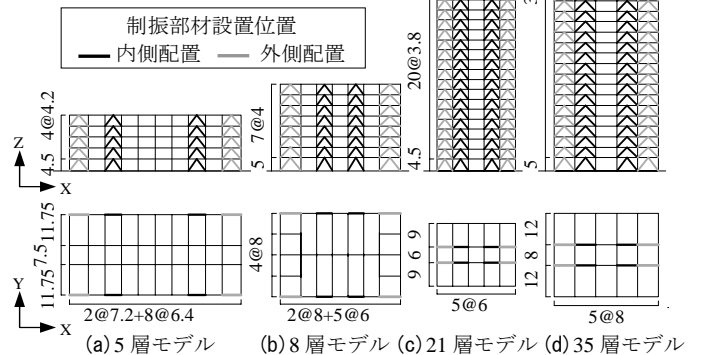 制振部材設置位置
内側配置 外側配置
Z
X
4.5 4@4.2
5 7@4
4.5 20@3.8
5
Y
X
11.75 7.5 11.75
4@8
9 6 9
12 8 12
2@7.2+8@6.4
2@8+5@6
5@6
5@8
(a)5 層モデル (b)8 層モデル (c)21 層モデル (d)35 層モデル